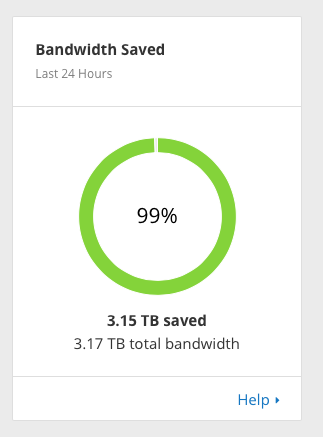 Bandwidth Saved
Last 24 Hours
99%
3.15 TB saved
3.17 TB total bandwidth
Help